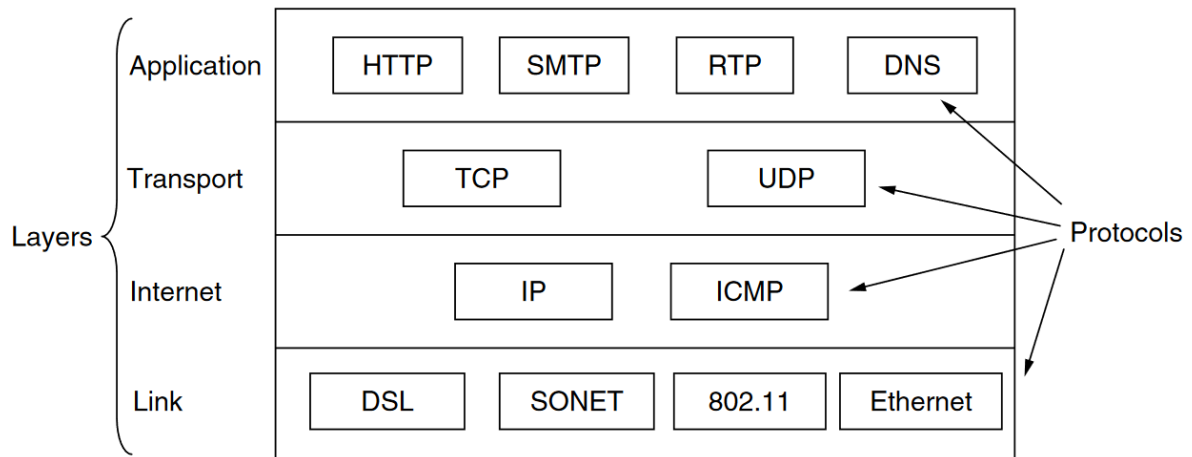 Application HTTP SMTP RTP DNS
Transport TCP UDP
Layers Protocols
Internet IP ICMP
Link DSL SONET 802.11 Ethernet